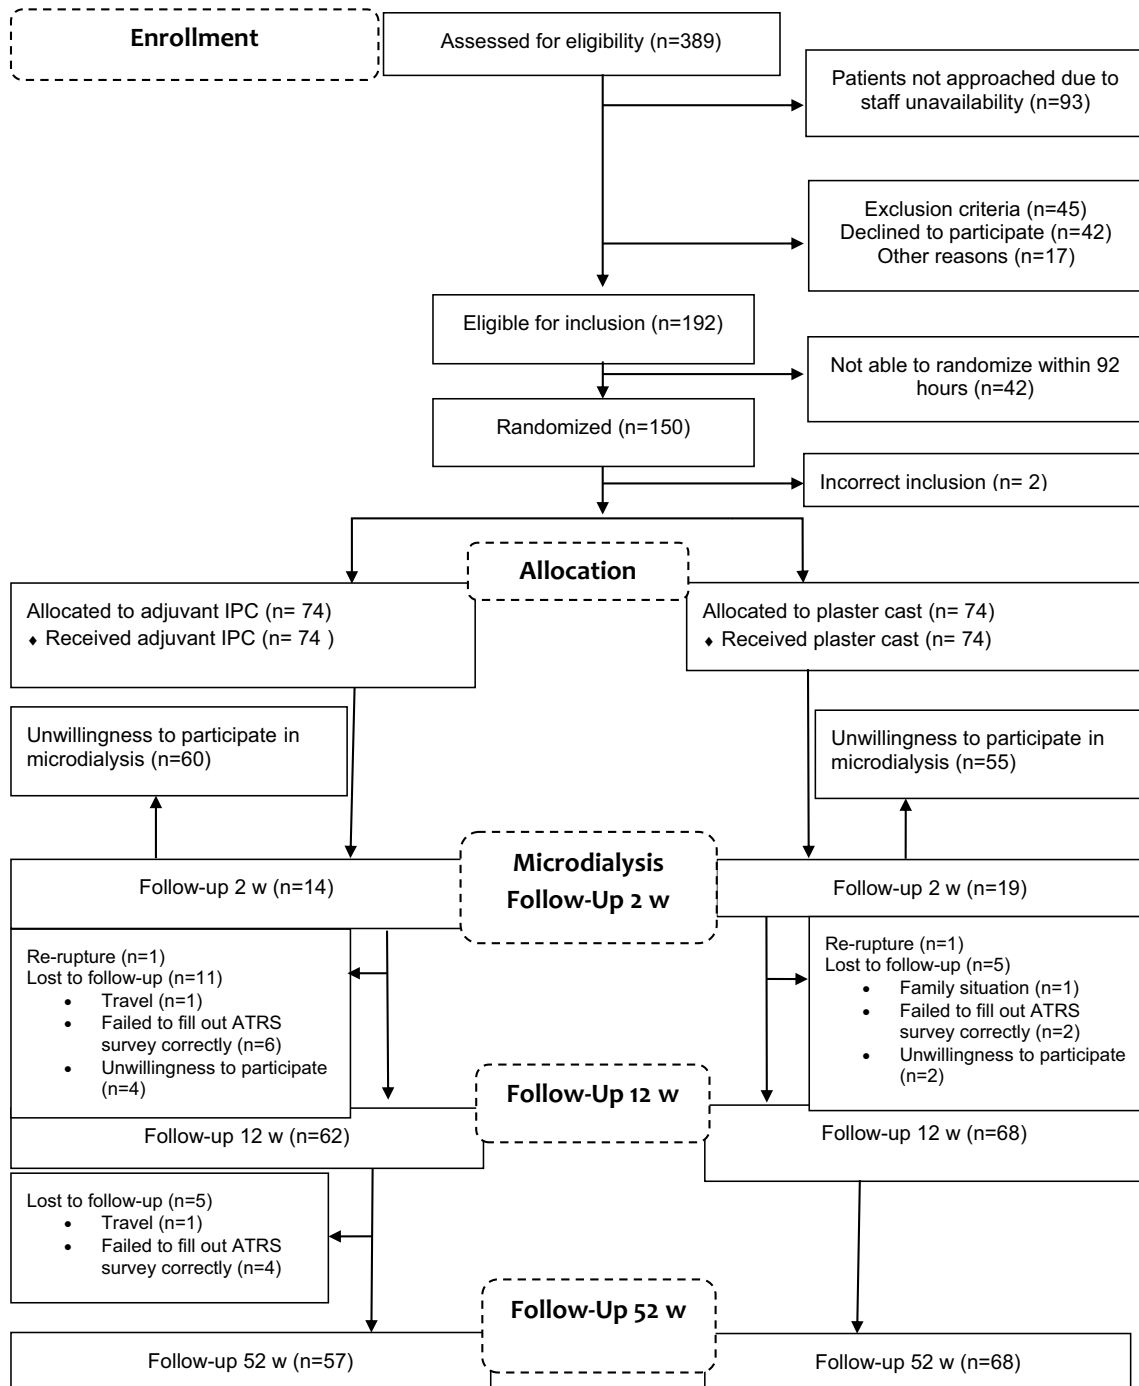 Enrollment
Assessed for eligibility (n=389)
Patients not approached due to
staff unavailability (n=93)
Exclusion criteria (n=45)
Declined to participate (n=42)
Other reasons (n=17)
Eligible for inclusion (n=192)
Not able to randomize within 92
hours (n=42)
Randomized (n=150)
Incorrect inclusion (n= 2)
Allocation
Allocated to adjuvant IPC (n= 74)
♦ Received adjuvant IPC (n= 74 )
Allocated to plaster cast (n= 74)
♦ Received plaster cast (n= 74)
Unwillingness to participate in
microdialysis (n=60)
Unwillingness to participate in
microdialysis (n=55)
Microdialysis
Follow-Up 2 w
Follow-up 2 w (n=14)
Follow-up 2 w (n=19)
Re-rupture (n=1)
Lost to follow-up (n=11)
• Travel (n=1)
• Failed to fill out ATRS
survey correctly (n=6)
• Unwillingness to participate
(n=4)
Re-rupture (n=1)
Lost to follow-up (n=5)
• Family situation (n=1)
• Failed to fill out ATRS
survey correctly (n=2)
• Unwillingness to participate
(n=2)
Follow-Up 12 w
Follow-up 12 w (n=62)
Follow-up 12 w (n=68)
Lost to follow-up (n=5)
• Travel (n=1)
• Failed to fill out ATRS
survey correctly (n=4)
Follow-Up 52 w
Follow-up 52 w (n=57)
Follow-up 52 w (n=68)